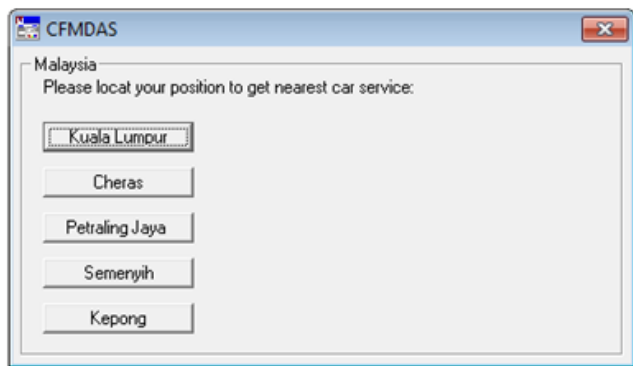 CFMDAS
Malaysia
Please locat your position to get nearest car service:
Kuala Lumpur
Cheras
Petraling Jaya
Semenyih
Kepong